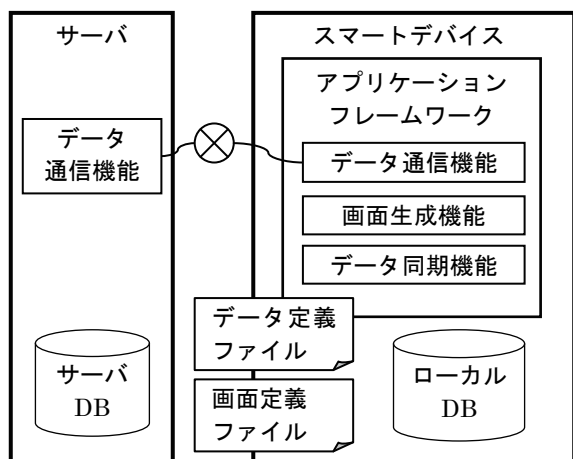 サーバ
データ
通信機能
サーバ
DB
スマートデバイス
アプリケーション
フレームワーク
データ通信機能
画面生成機能
データ同期機能
データ定義
ファイル
画面定義
ファイル
ローカル
DB